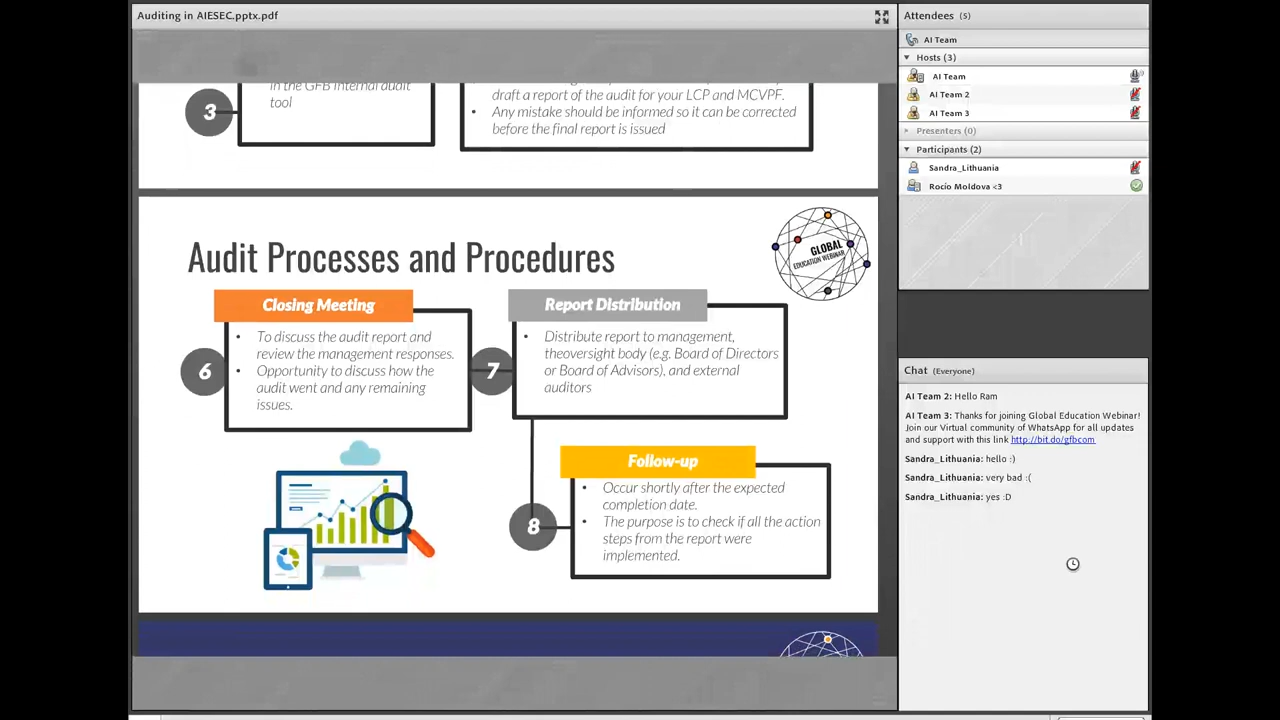 Auditing in AIESEC.pptx.pdf
in the GFB internal audit
tool
3
draft a report of the audit for your LCP and MCVPF.
• Any mistake should be informed so it can be corrected
before the final report is issued
Audit Processes and Procedures
GLOBAL
EDUCATION WEBINAR
Closing Meeting
• To discuss the audit report and
review the management responses.
• Opportunity to discuss how the
audit went and any remaining
issues.
6
Report Distribution
• Distribute report to management,
theoversight body (e.g. Board of Directors
or Board of Advisors), and external
auditors
7
Follow-up
• Occur shortly after the expected
completion date.
• The purpose is to check if all the action
steps from the report were
implemented.
8
Attendees (5)
AI Team
Hosts (3)
AI Team
AI Team 2
AI Team 3
Presenters (0)
Participants (2)
Sandra_Lithuania
Rocío Moldova <3
Chat (Everyone)
AI Team 2: Hello Ram
AI Team 3: Thanks for joining Global Education Webinar!
Join our Virtual community of WhatsApp for all updates
and support with this link http://bit.do/gfbcom
Sandra_Lithuania: hello :)
Sandra_Lithuania: very bad :(
Sandra_Lithuania: yes :D